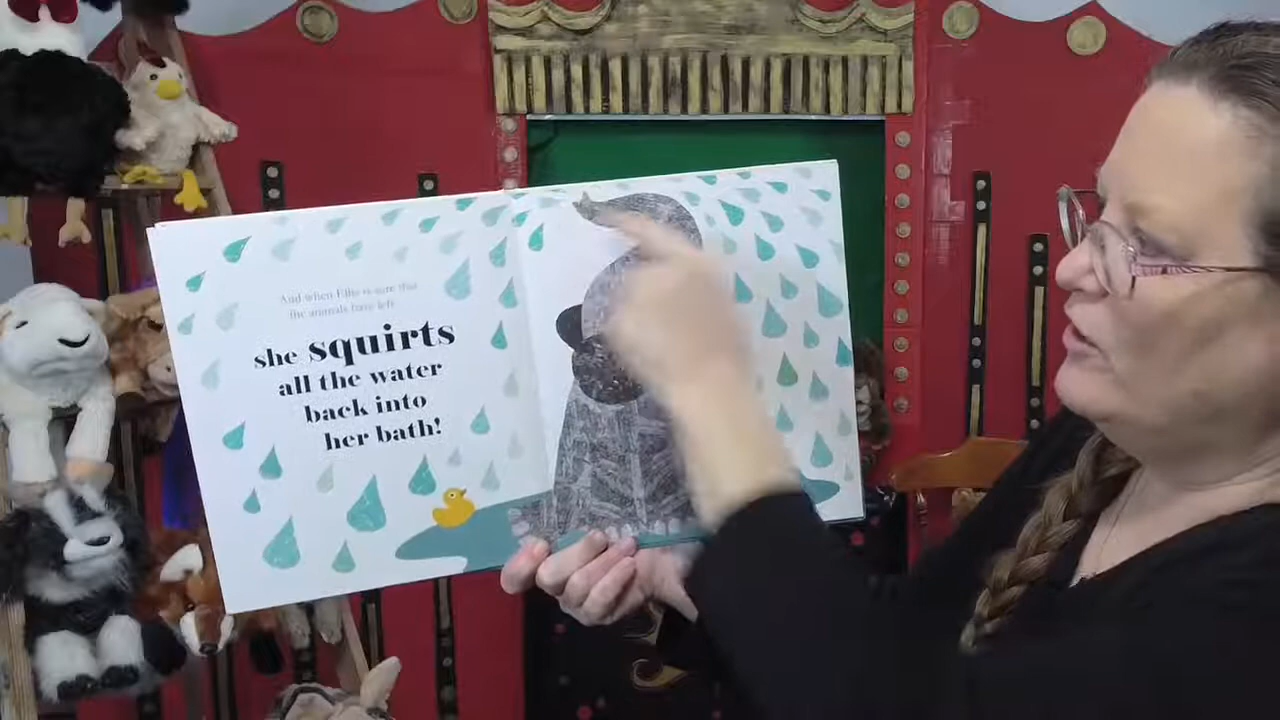 And when Ellie is sure that
the animals have left
she squirts
all the water
back into
her bath!